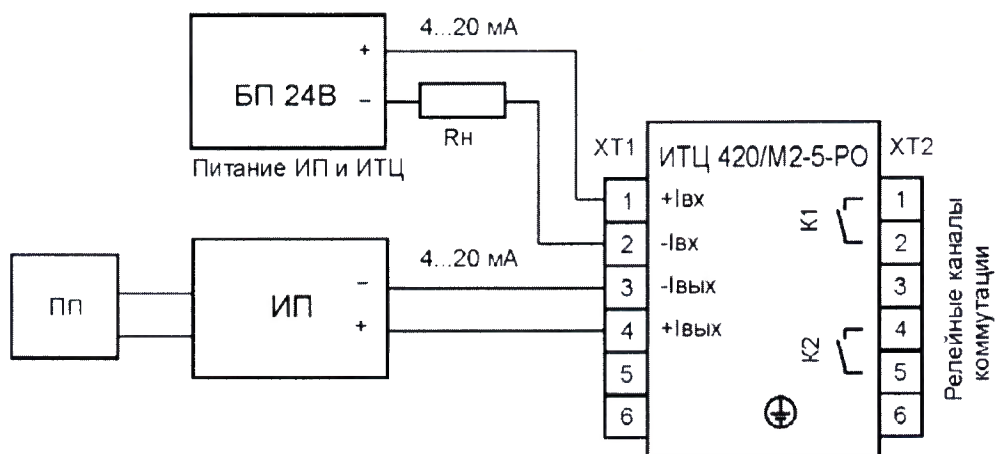 4...20 мА
+
БП 24В
–
Rн
Питание ИП и ИТЦ
ХТ1
ИТЦ 420/М2-5-РО
ХТ2
1
+Iвх
К1
1
2
-Iвх
2
4...20 мА
Пп
ИП
–
+
3
-Iвых
3
4
+Iвых
К2
4
5
5
6
6
Релейные каналы
коммутации